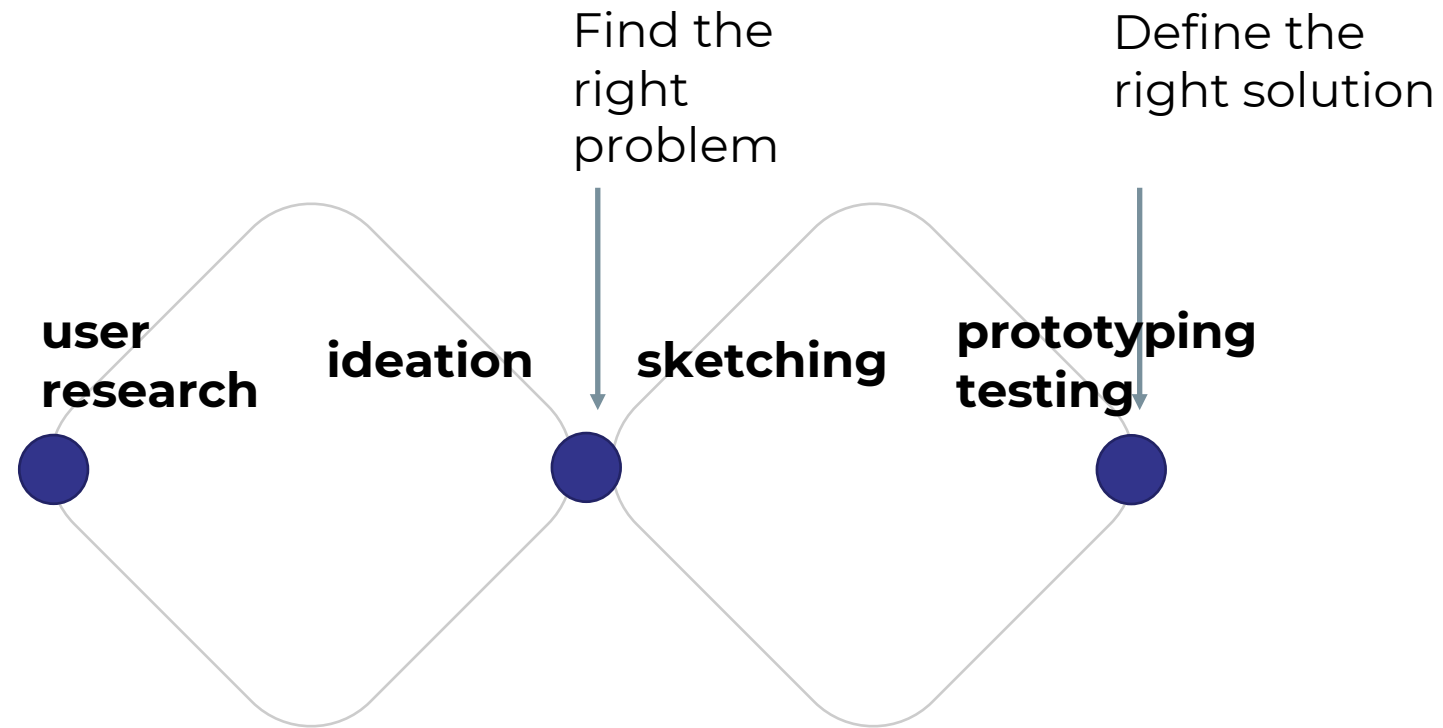 Find the
right
problem
Define the
right solution
user
research
ideation
sketching
prototyping
testing